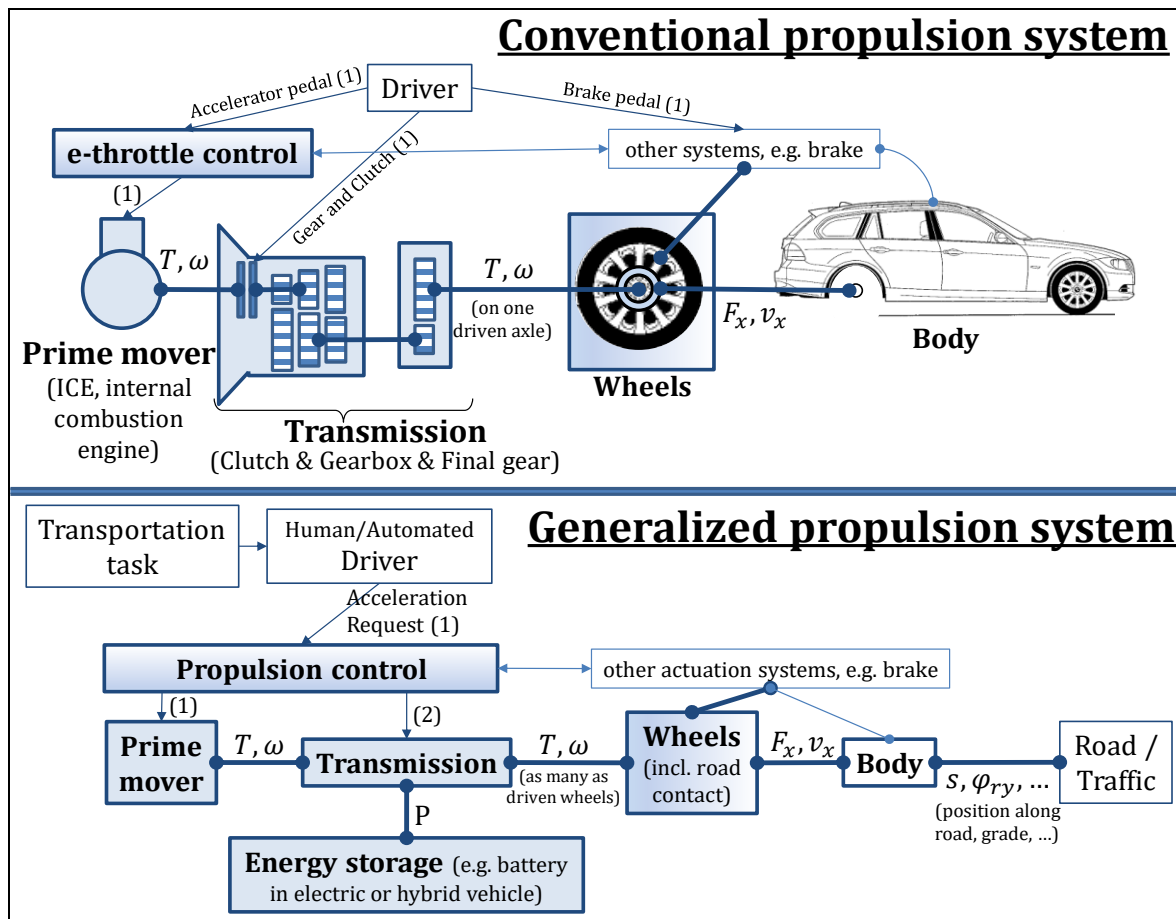 Conventional propulsion system
Driver
Accelerator pedal (1)
Brake pedal (1)
Gear and Clutch (1)
e-throttle control
other systems, e.g. brake
(1)
T, ω
T, ω
(on one
driven axle)
F_x, v_x
Prime mover
(ICE, internal
combustion
engine)
Transmission
(Clutch & Gearbox & Final gear)
Wheels
Body
Generalized propulsion system
Transportation
task
Human/Automated
Driver
Acceleration
Request (1)
Propulsion control
other actuation systems, e.g. brake
(1)
(2)
Prime
mover
T, ω
Transmission
T, ω
(as many as
driven wheels)
Wheels
(incl. road
contact)
F_x, v_x
Body
s, φ_ry, …
(position along
road, grade, …)
Road /
Traffic
P
Energy storage (e.g. battery
in electric or hybrid vehicle)